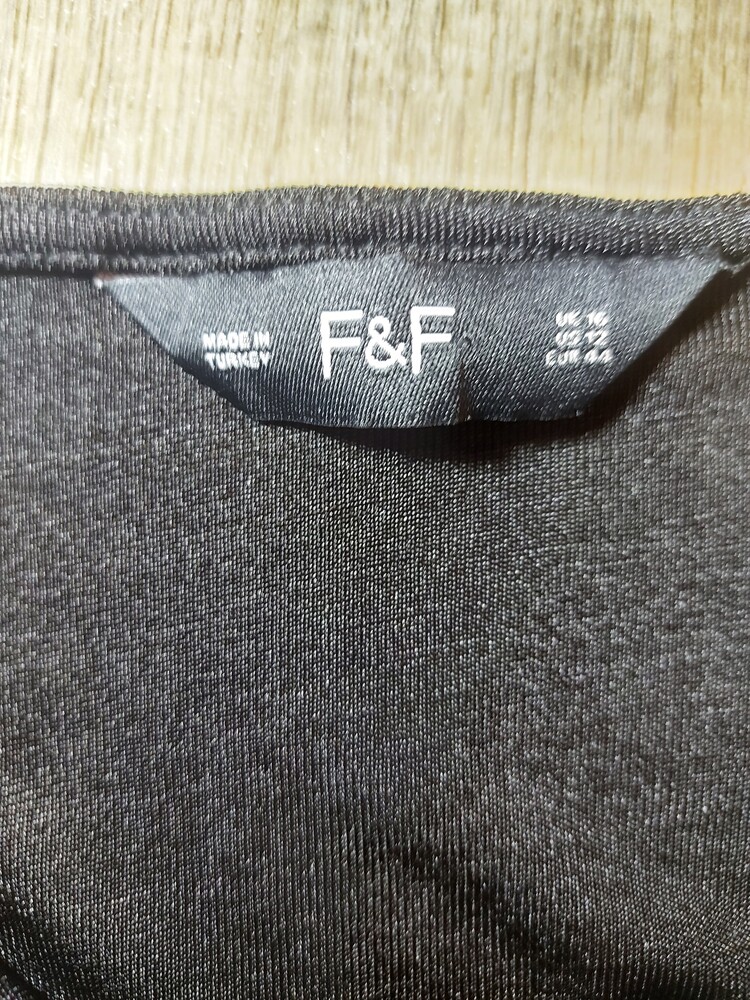 MADE IN
TURKEY
F&F
UK 16
US 12
EUR 44